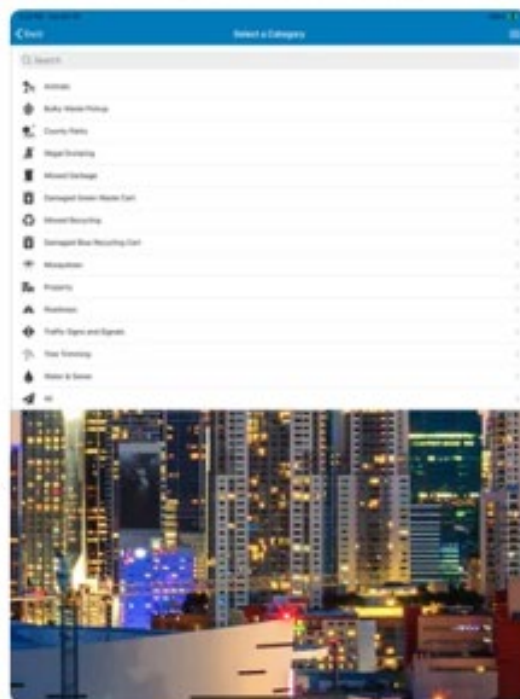 Back
Select a Category
Search
Animals
Bulky Waste Pickup
County Parks
Illegal Dumping
Missed Garbage
Damaged Green Waste Cart
Missed Recycling
Damaged Blue Recycling Cart
Mosquitoes
Property
Roadways
Traffic Signs and Signals
Tree Trimming
Water & Sewer
All